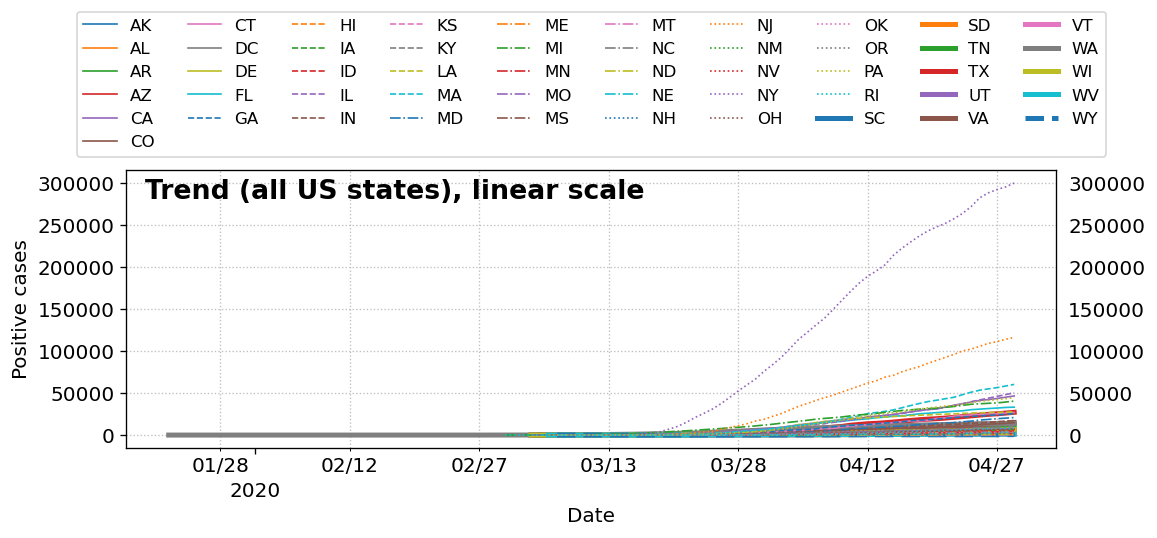 AK CT HI KS ME MT NJ OK SD VT
AL DC IA KY MI NC NM OR TN WA
AR DE ID LA MN ND NV PA TX WI
AZ FL IL MA MO NE NY RI UT WV
CA GA IN MD MS NH OH SC VA WY
CO
Trend (all US states), linear scale
300000 300000
250000 250000
200000 200000
150000 150000
100000 100000
50000 50000
0 0
Positive cases
01/28 02/12 02/27 03/13 03/28 04/12 04/27
2020
Date